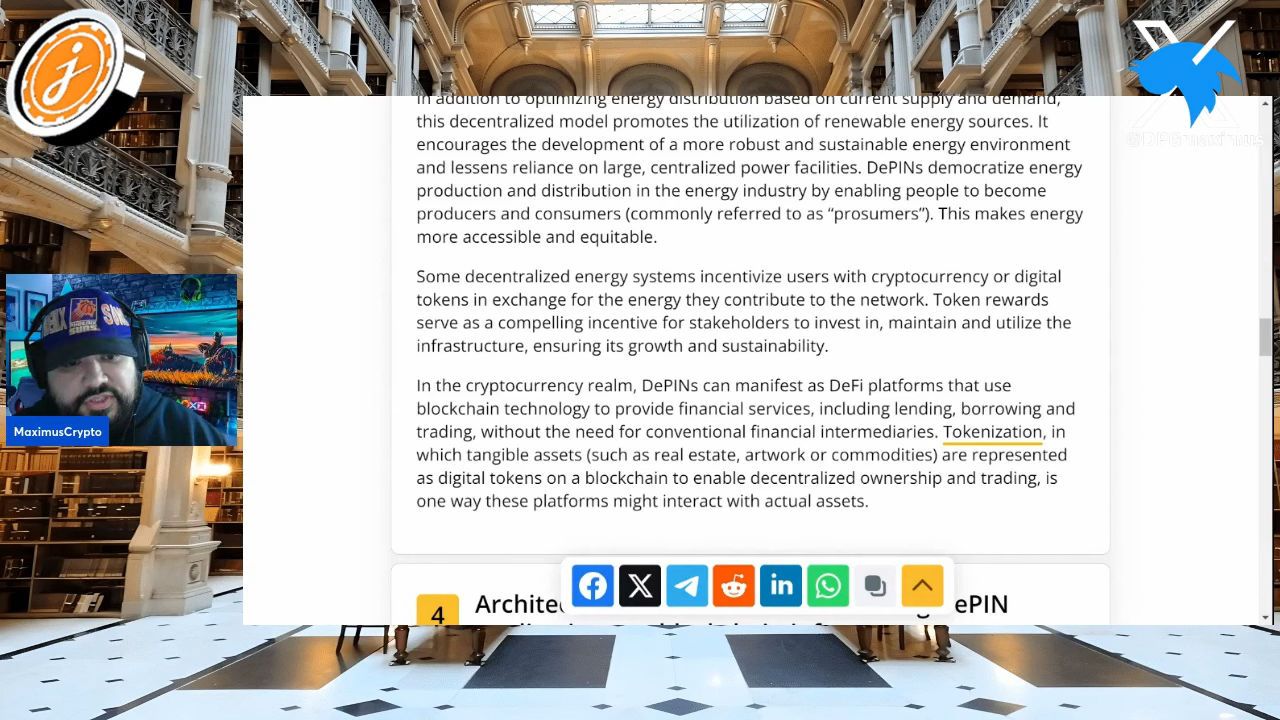 In addition to optimizing energy distribution based on current supply and demand,
this decentralized model promotes the utilization of renewable energy sources. It
encourages the development of a more robust and sustainable energy environment
and lessens reliance on large, centralized power facilities. DePINs democratize energy
production and distribution in the energy industry by enabling people to become
producers and consumers (commonly referred to as “prosumers”). This makes energy
more accessible and equitable.
Some decentralized energy systems incentivize users with cryptocurrency or digital
tokens in exchange for the energy they contribute to the network. Token rewards
serve as a compelling incentive for stakeholders to invest in, maintain and utilize the
infrastructure, ensuring its growth and sustainability.
In the cryptocurrency realm, DePINs can manifest as DeFi platforms that use
blockchain technology to provide financial services, including lending, borrowing and
trading, without the need for conventional financial intermediaries. Tokenization, in
which tangible assets (such as real estate, artwork or commodities) are represented
as digital tokens on a blockchain to enable decentralized ownership and trading, is
one way these platforms might interact with actual assets.
4
ePIN
MaximusCrypto
SUNS